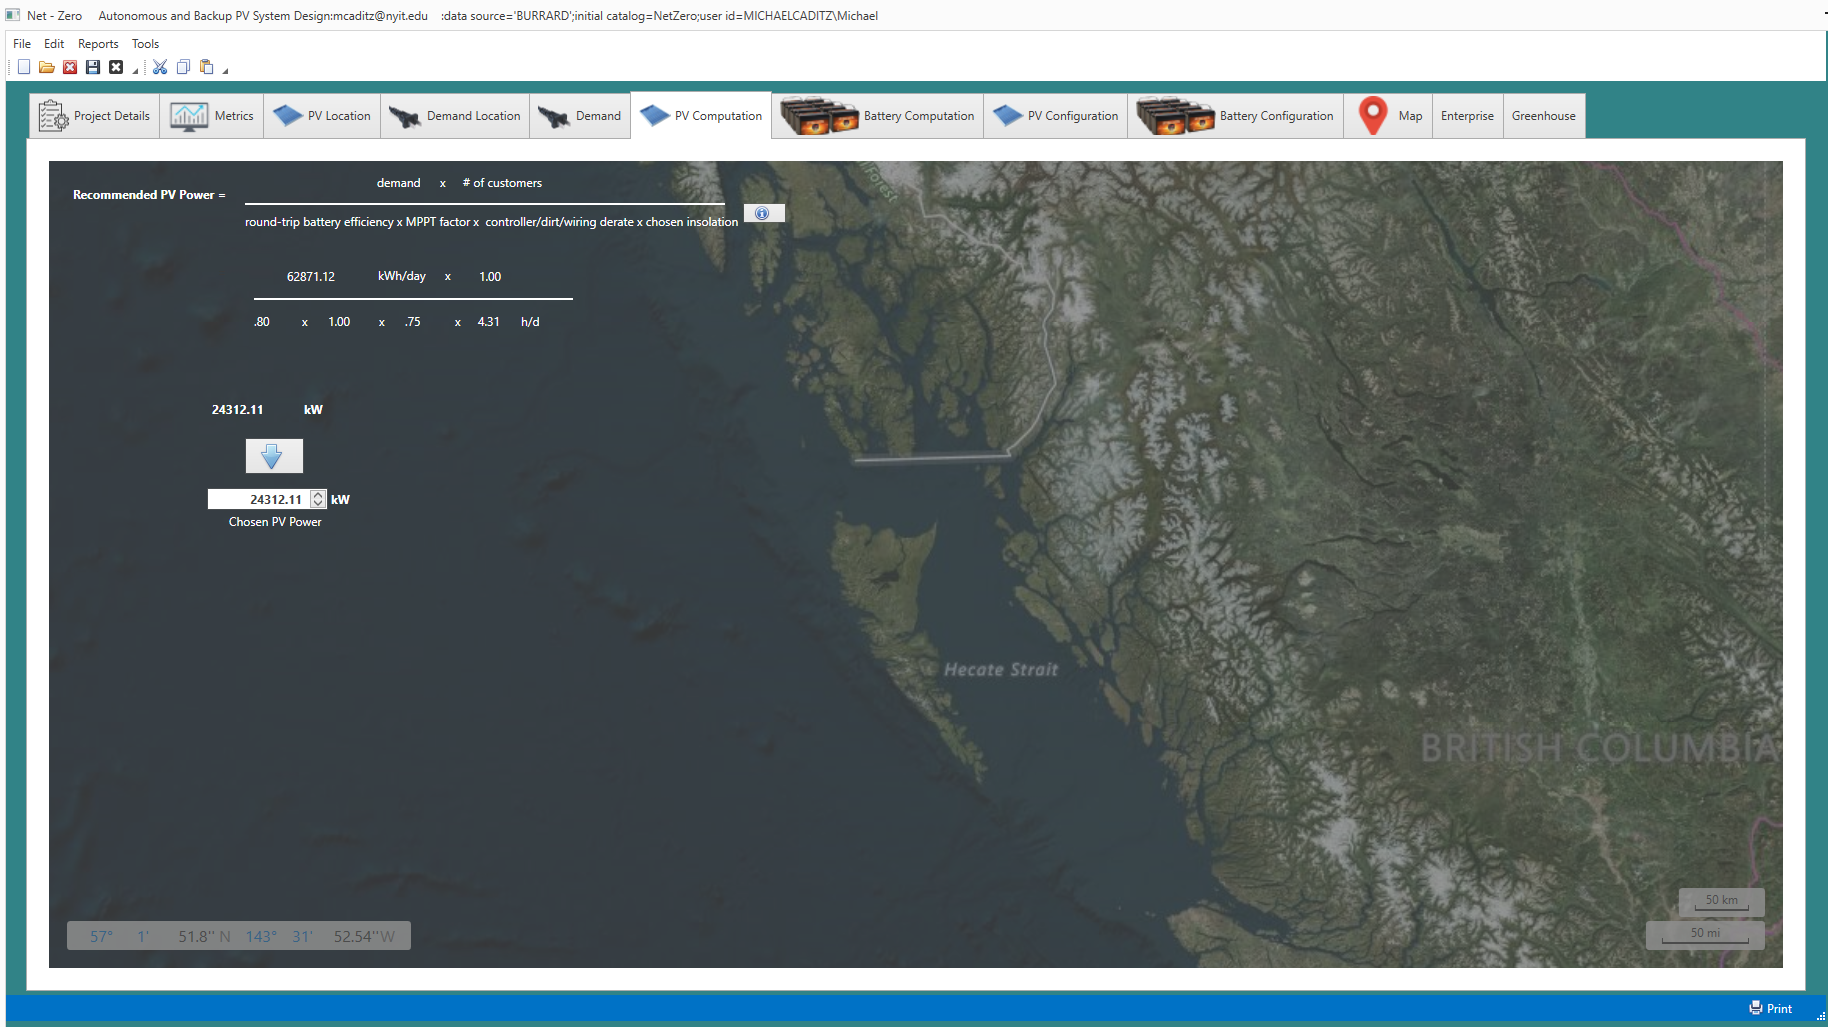 Net - Zero Autonomous and Backup PV System Design:mcaditz@nyit.edu :data source='BURRARD';initial catalog=NetZero;user id=MICHAELCADITZ\Michael
File Edit Reports Tools
Project Details Metrics PV Location Demand Location Demand PV Computation Battery Computation PV Configuration Battery Configuration Map Enterprise Greenhouse
demand x # of customers
Recommended PV Power =
round-trip battery efficiency x MPPT factor x controller/dirt/wiring derate x chosen insolation
62871.12 kWh/day x 1.00
.80 x 1.00 x .75 x 4.31 h/d
24312.11 kW
24312.11 kW
Chosen PV Power
Forest
Hecate Strait
BRITISH COLUMBIA
50 km
50 mi
57° 1' 51.8'' N 143° 31' 52.54'' W
Print